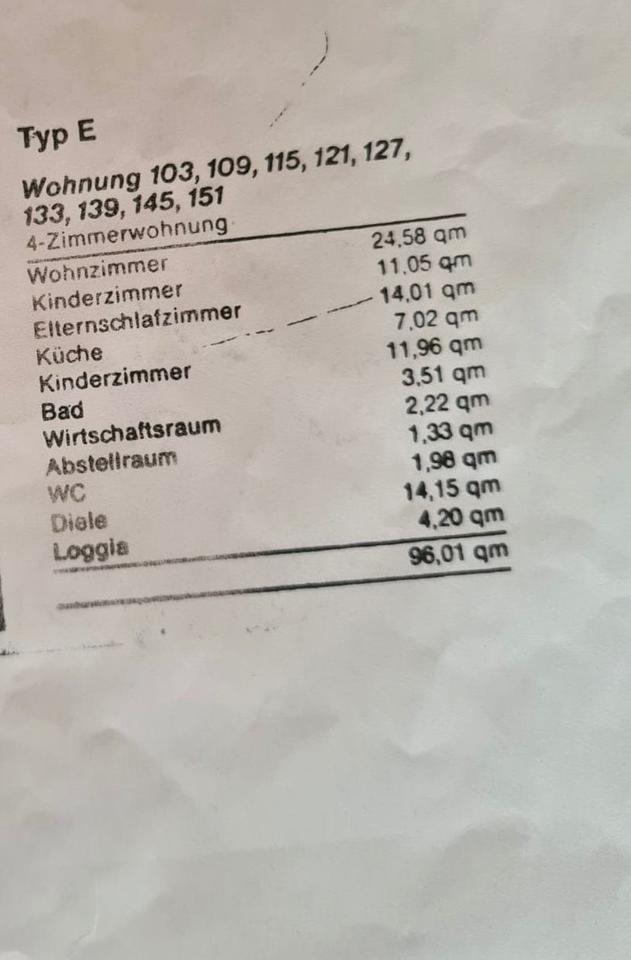 Typ E
Wohnung 103, 109, 115, 121, 127,
133, 139, 145, 151
4-Zimmerwohnung
Wohnzimmer 24,58 qm
Kinderzimmer 11,05 qm
Elternschlafzimmer 14,01 qm
Küche 7,02 qm
Kinderzimmer 11,96 qm
Bad 3,51 qm
Wirtschaftsraum 2,22 qm
Abstellraum 1,33 qm
WC 1,98 qm
Diele 14,15 qm
Loggia 4,20 qm
96,01 qm